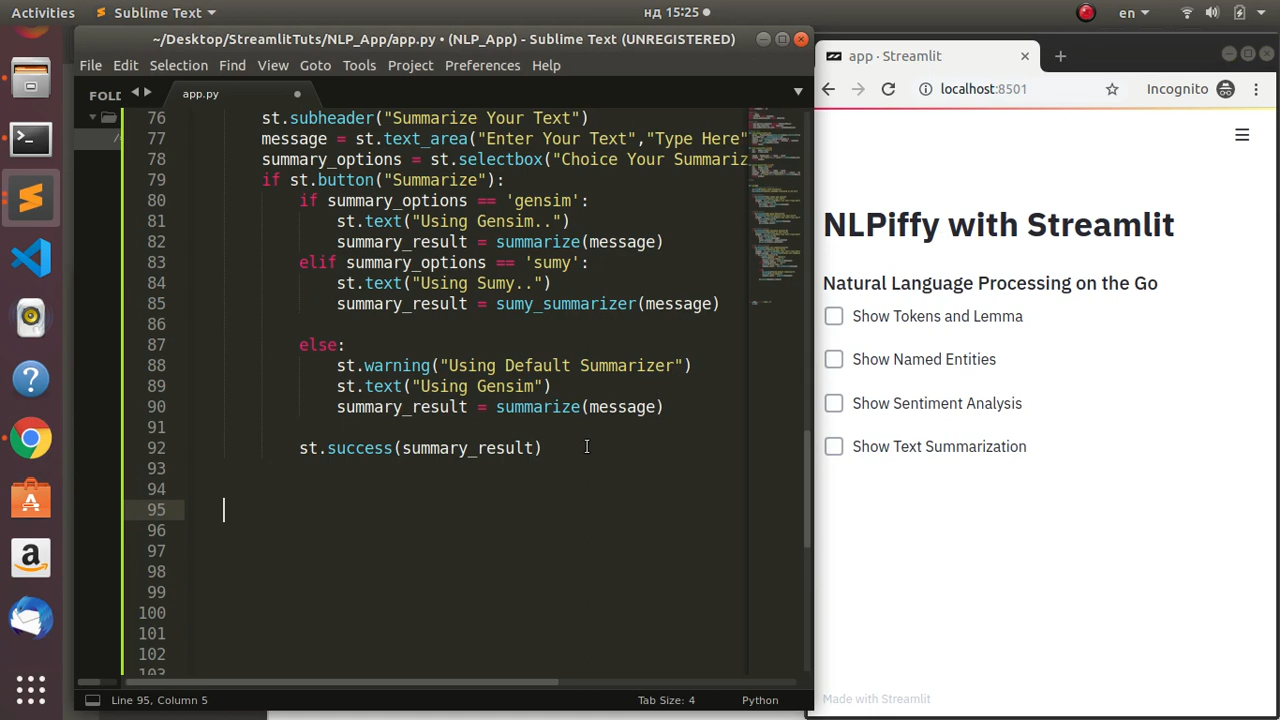 Activities
Sublime Text
нд 15:25
en
~/Desktop/StreamlitTuts/NLP_App/app.py • (NLP_App) - Sublime Text (UNREGISTERED)
File Edit Selection Find View Goto Tools Project Preferences Help
FOLD
app.py
76 st.subheader("Summarize Your Text")
77 message = st.text_area("Enter Your Text","Type Here"
78 summary_options = st.selectbox("Choice Your Summariz
79 if st.button("Summarize"):
80 if summary_options == 'gensim':
81 st.text("Using Gensim..")
82 summary_result = summarize(message)
83 elif summary_options == 'sumy':
84 st.text("Using Sumy..")
85 summary_result = sumy_summarizer(message)
86
87 else:
88 st.warning("Using Default Summarizer")
89 st.text("Using Gensim")
90 summary_result = summarize(message)
91
92 st.success(summary_result)
93
94
95
96
97
98
99
100
101
102
103
Line 95, Column 5
Tab Size: 4
Python
app · Streamlit
localhost:8501
Incognito
NLPiffy with Streamlit
Natural Language Processing on the Go
Show Tokens and Lemma
Show Named Entities
Show Sentiment Analysis
Show Text Summarization
Made with Streamlit